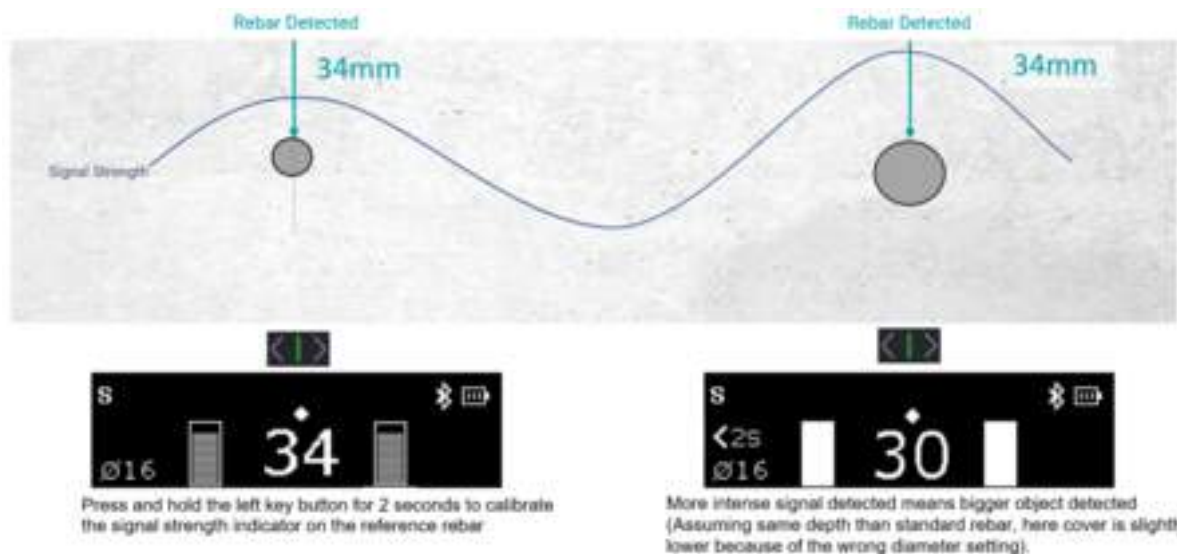 Rebar Detected
Rebar Detected
34mm
34mm
Signal Strength
S
34
Ø16
S
<2s
30
Ø16
Press and hold the left key button for 2 seconds to calibrate
the signal strength indicator on the reference rebar
More intense signal detected means bigger object detected
(Assuming same depth than standard rebar, here cover is slightl
lower because of the wrong diameter setting).